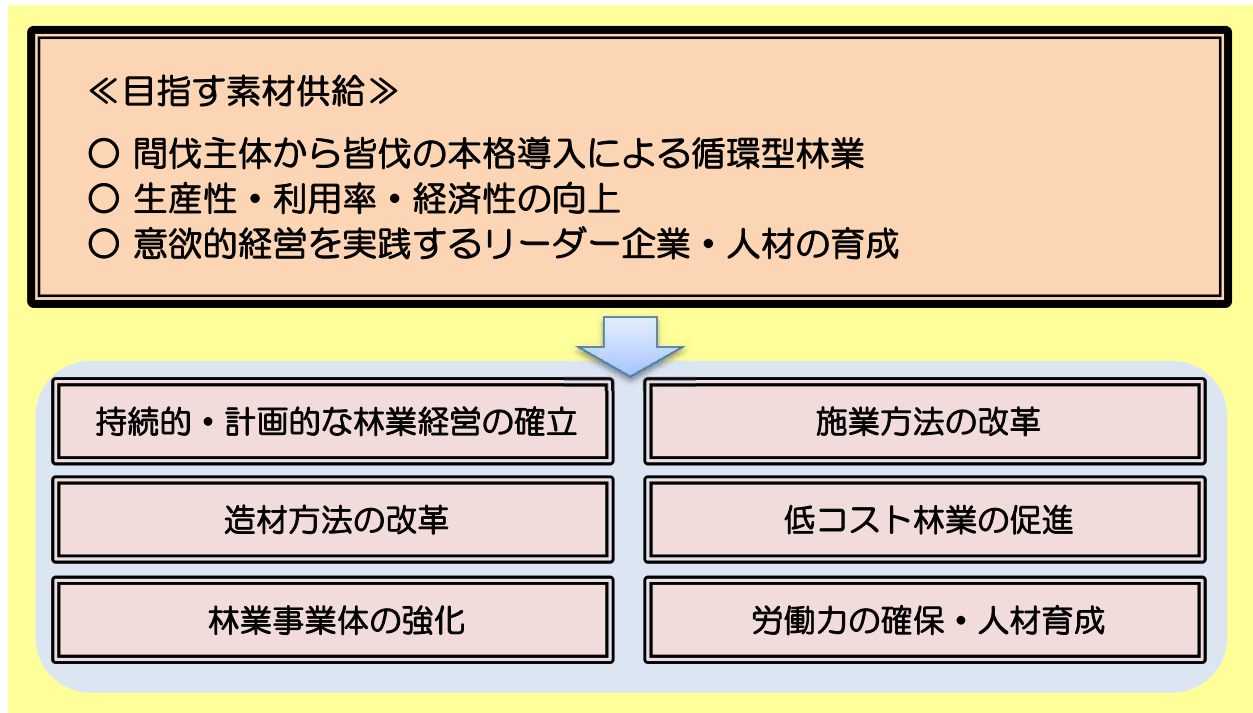 ≪目指す素材供給≫
○ 間伐主体から皆伐の本格導入による循環型林業
○ 生産性・利用率・経済性の向上
○ 意欲的経営を実践するリーダー企業・人材の育成
持続的・計画的な林業経営の確立
施業方法の改革
造材方法の改革
低コスト林業の促進
林業事業体の強化
労働力の確保・人材育成